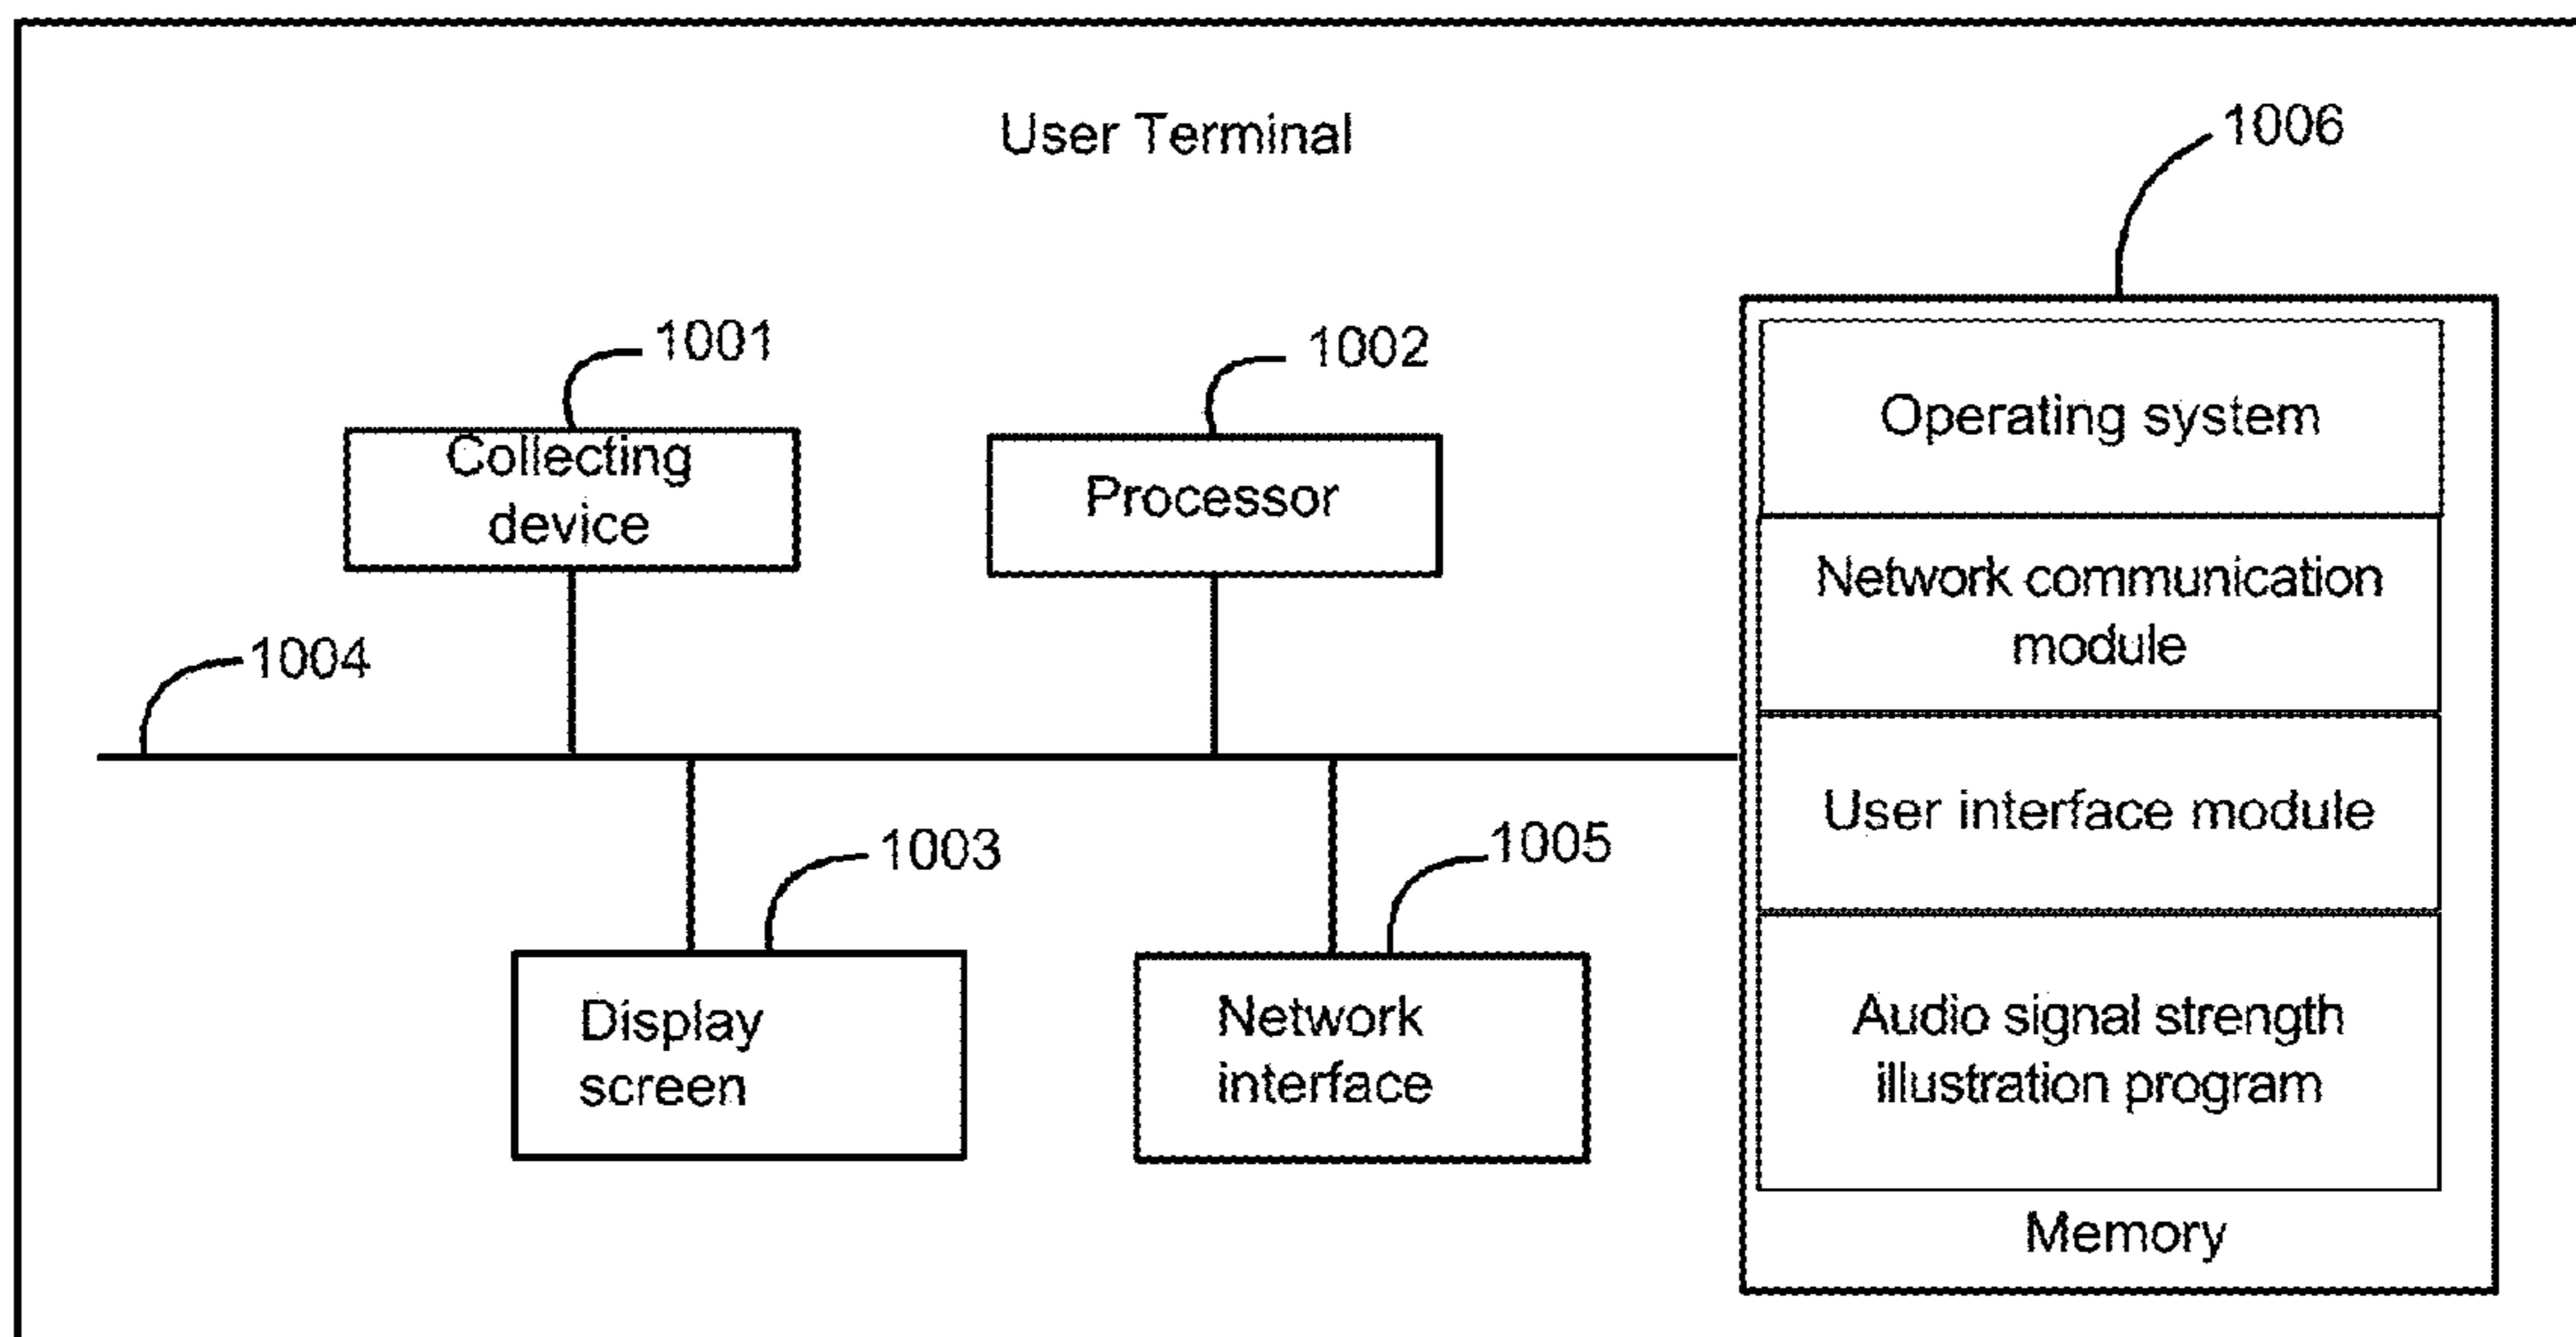 User Terminal
1006
1001
1002
Operating system
Collecting
device
Processor
Network communication
module
1004
User interface module
1003
1005
Display
screen
Network
interface
Audio signal strength
illustration program
Memory